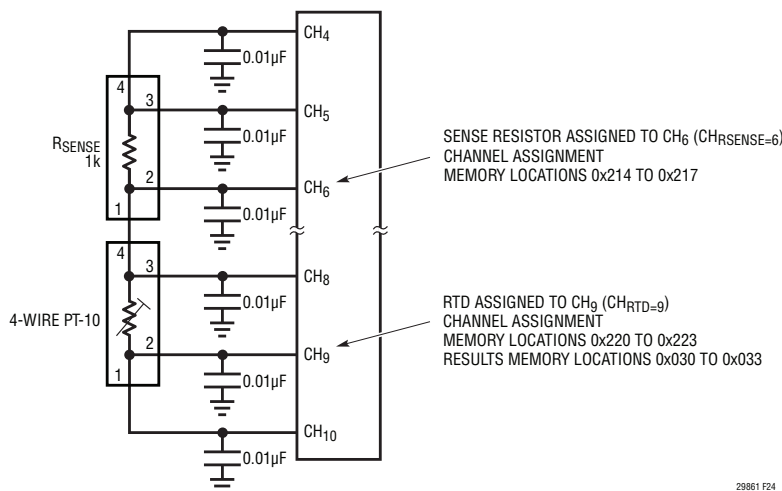 CH4
0.01µF
4
3
CH5
0.01µF
RSENSE
1k
2
CH6
1
0.01µF
SENSE RESISTOR ASSIGNED TO CH6 (CHRSENSE=6)
CHANNEL ASSIGNMENT
MEMORY LOCATIONS 0x214 TO 0x217
4
3
CH8
0.01µF
4-WIRE PT-10
2
CH9
1
0.01µF
RTD ASSIGNED TO CH9 (CHRTD=9)
CHANNEL ASSIGNMENT
MEMORY LOCATIONS 0x220 TO 0x223
RESULTS MEMORY LOCATIONS 0x030 TO 0x033
CH10
0.01µF
29861 F24